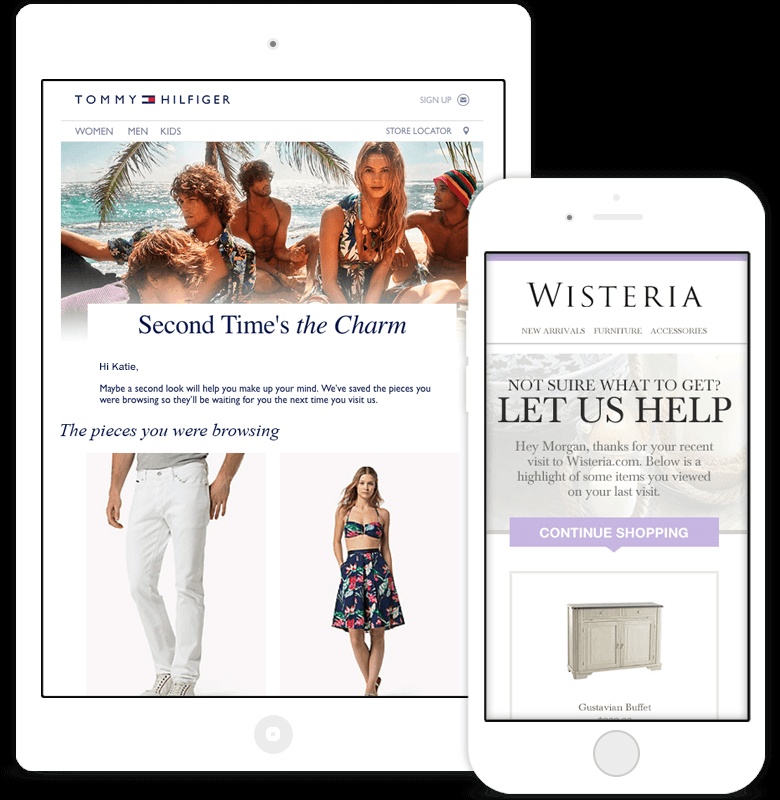 TOMMY HILFIGER
SIGN UP
WOMEN MEN KIDS
STORE LOCATOR
Second Time's the Charm
Hi Katie,
Maybe a second look will help you make up your mind. We've saved the pieces you
were browsing so they'll be waiting for you the next time you visit us.
The pieces you were browsing
WISTERIA
NEW ARRIVALS FURNITURE ACCESSORIES
NOT SUIRE WHAT TO GET?
LET US HELP
Hey Morgan, thanks for your recent
visit to Wisteria.com. Below is a
highlight of some items you viewed
on your last visit.
CONTINUE SHOPPING
Gustavian Buffet